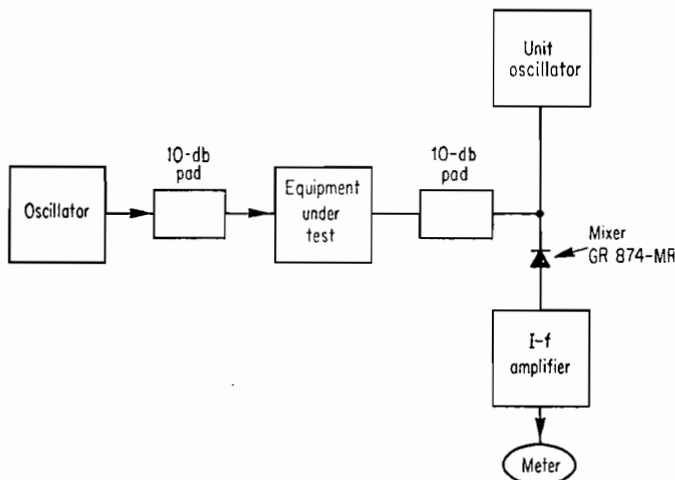 Unit
oscillator
10-db
pad
10-db
pad
Oscillator
Equipment
under
test
Mixer
GR 874-MR
I-f
amplifier
Meter